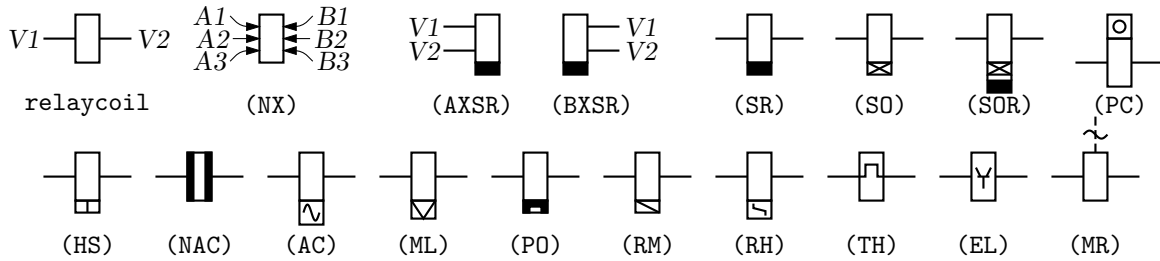 V1 V2 A1 A2 A3 B1 B2 B3 V1 V2 V1 V2
relaycoil (NX) (AXSR) (BXSR) (SR) (SO) (SOR) (PC)
(HS) (NAC) (AC) (ML) (PO) (RM) (RH) (TH) (EL) (MR)